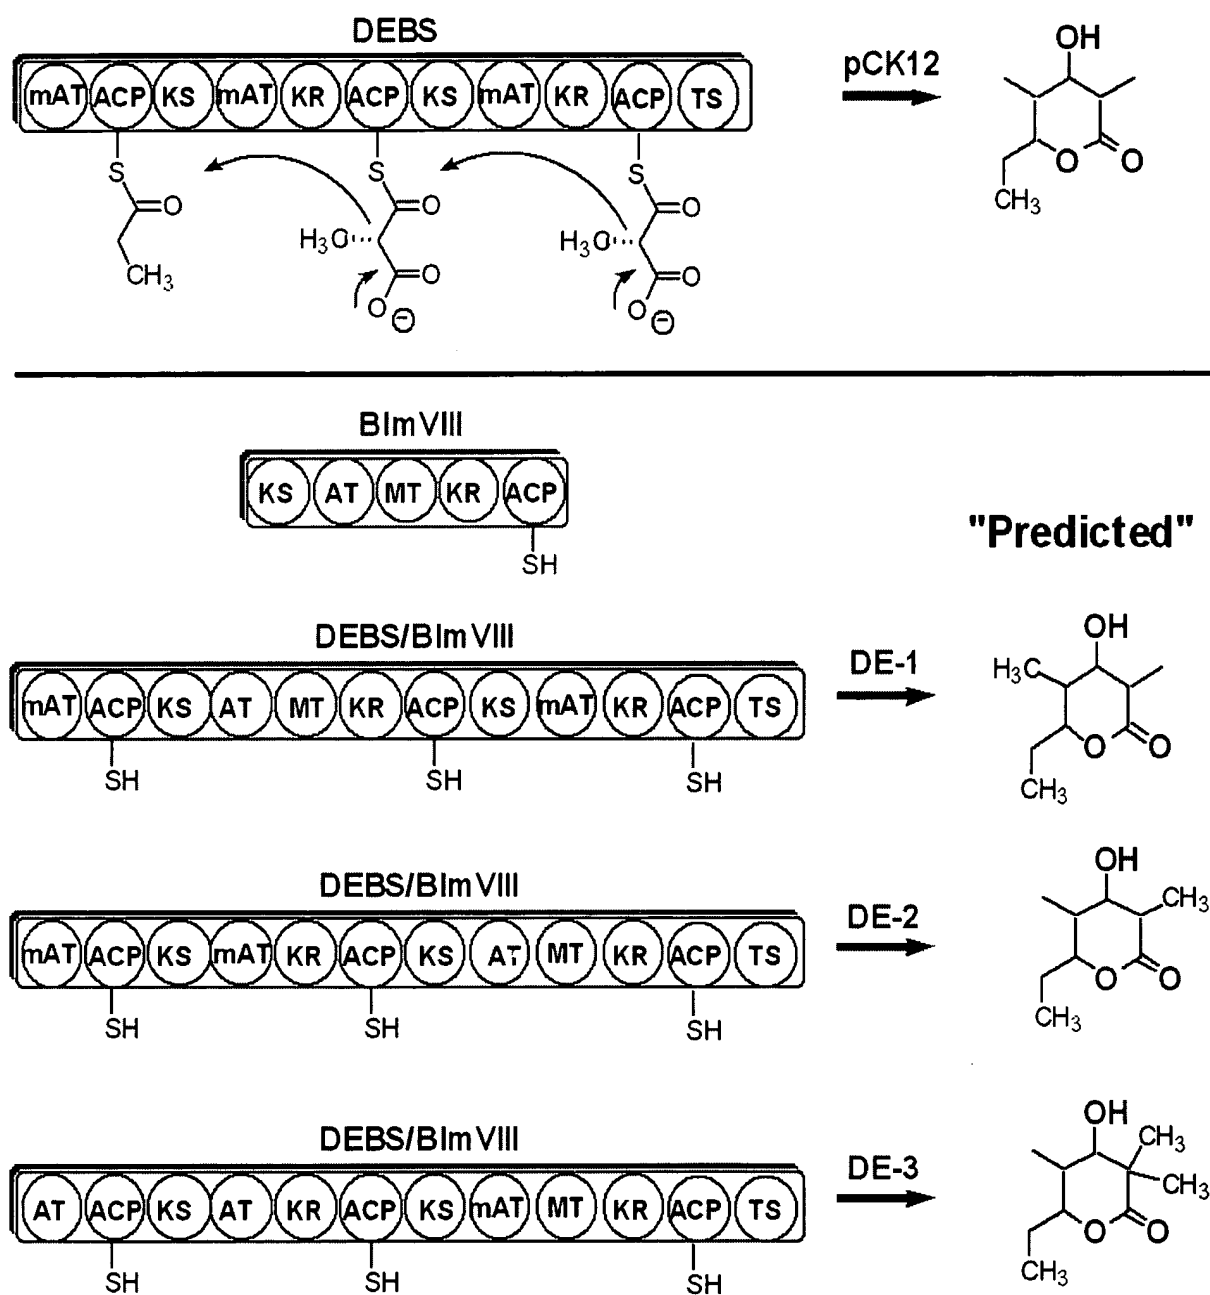 DEBS
mAT ACP KS mAT KR ACP KS mAT KR ACP TS
pCK12
OH
O O
CH3
S S S
O O O
CH3
H3C O
O
H3C O
O
BlmVIII
KS AT MT KR ACP
SH
"Predicted"
DEBS/BlmVIII
mAT ACP KS AT MT KR ACP KS mAT KR ACP TS
SH SH SH
DE-1
OH
H3C
O O
CH3
DEBS/BlmVIII
mAT ACP KS mAT KR ACP KS AT MT KR ACP TS
SH SH SH
DE-2
OH
CH3
O O
CH3
DEBS/BlmVIII
AT ACP KS AT KR ACP KS mAT MT KR ACP TS
SH SH SH
DE-3
OH
CH3
CH3
O O
CH3